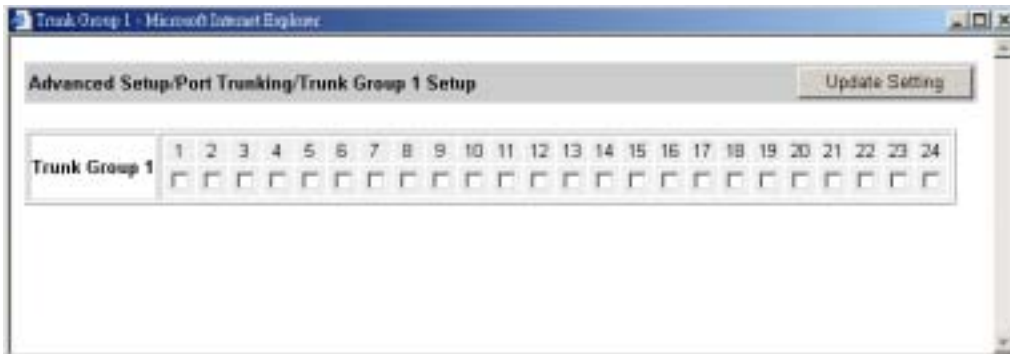 Trunk Group 1 - Microsoft Internet Explorer
Advanced Setup/Port Trunking/Trunk Group 1 Setup
Update Setting
Trunk Group 1
1 2 3 4 5 6 7 8 9 10 11 12 13 14 15 16 17 18 19 20 21 22 23 24